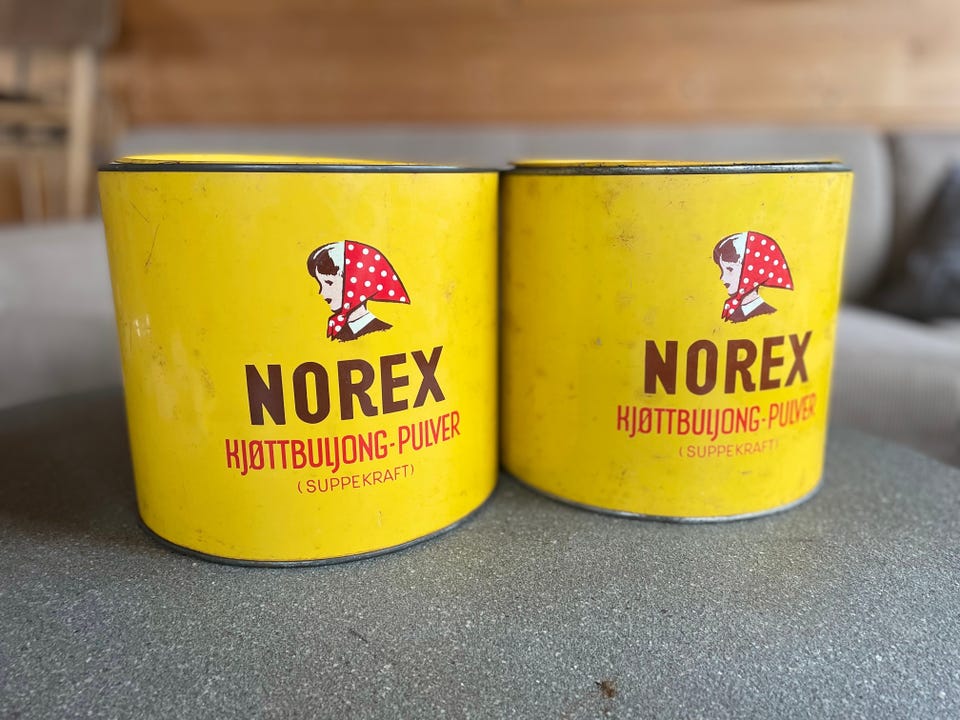 NOREX
KJØTTBULJONG-PULVER
(SUPPEKRAFT)
NOREX
KJØTTBULJONG-PULVER
(SUPPEKRAFT)